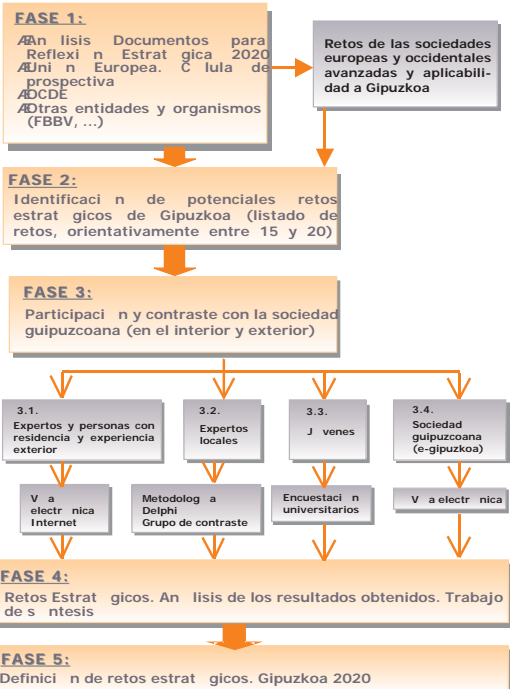 FASE 1:
ÆAn lisis Documentos para
Reflexi n Estrat gica 2020
ÆUni n Europea. C lula de
prospectiva
ÆOCDE
ÆOtras entidades y organismos
(FBBV, ...)
Retos de las sociedades
europeas y occidentales
avanzadas y aplicabili-
dad a Gipuzkoa
FASE 2:
Identificaci n de potenciales retos
estrat gicos de Gipuzkoa (listado de
retos, orientativamente entre 15 y 20)
FASE 3:
Participaci n y contraste con la sociedad
guipuzcoana (en el interior y exterior)
3.1.
Expertos y personas con
residencia y experiencia
exterior
3.2.
Expertos
locales
3.3.
J venes
3.4.
Sociedad
guipuzcoana
(e-gipuzkoa)
V a
electr nica
Internet
Metodolog a
Delphi
Grupo de contraste
Encuestaci n
universitarios
V a electr nica
FASE 4:
Retos Estrat gicos. An lisis de los resultados obtenidos. Trabajo
de s ntesis
FASE 5:
Definici n de retos estrat gicos. Gipuzkoa 2020